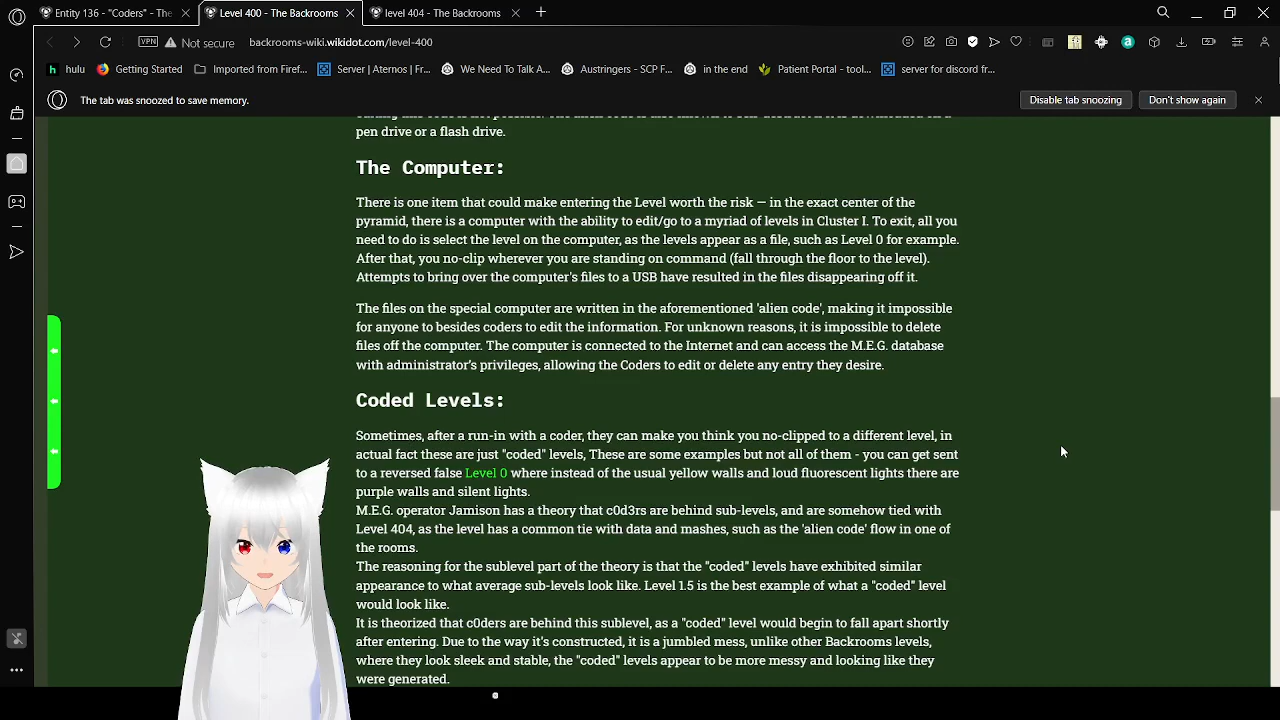 Entity 136 - "Coders" - The
Level 400 - The Backrooms
level 404 - The Backrooms
VPN
Not secure
backrooms-wiki.wikidot.com/level-400
hulu
Getting Started
Imported from Firef...
Server | Aternos | Fr...
We Need To Talk A...
Austringers - SCP F...
in the end
Patient Portal - tool...
server for discord fr...
The tab was snoozed to save memory.
Disable tab snoozing
Don't show again
pen drive or a flash drive.
The Computer:
There is one item that could make entering the Level worth the risk — in the exact center of the
pyramid, there is a computer with the ability to edit/go to a myriad of levels in Cluster I. To exit, all you
need to do is select the level on the computer, as the levels appear as a file, such as Level 0 for example.
After that, you no-clip wherever you are standing on command (fall through the floor to the level).
Attempts to bring over the computer's files to a USB have resulted in the files disappearing off it.
The files on the special computer are written in the aforementioned 'alien code', making it impossible
for anyone to besides coders to edit the information. For unknown reasons, it is impossible to delete
files off the computer. The computer is connected to the Internet and can access the M.E.G. database
with administrator's privileges, allowing the Coders to edit or delete any entry they desire.
Coded Levels:
Sometimes, after a run-in with a coder, they can make you think you no-clipped to a different level, in
actual fact these are just "coded" levels, These are some examples but not all of them - you can get sent
to a reversed false Level 0 where instead of the usual yellow walls and loud fluorescent lights there are
purple walls and silent lights.
M.E.G. operator Jamison has a theory that c0d3rs are behind sub-levels, and are somehow tied with
Level 404, as the level has a common tie with data and mashes, such as the 'alien code' flow in one of
the rooms.
The reasoning for the sublevel part of the theory is that the "coded" levels have exhibited similar
appearance to what average sub-levels look like. Level 1.5 is the best example of what a "coded" level
would look like.
It is theorized that c0ders are behind this sublevel, as a "coded" level would begin to fall apart shortly
after entering. Due to the way it's constructed, it is a jumbled mess, unlike other Backrooms levels,
where they look sleek and stable, the "coded" levels appear to be more messy and looking like they
were generated.